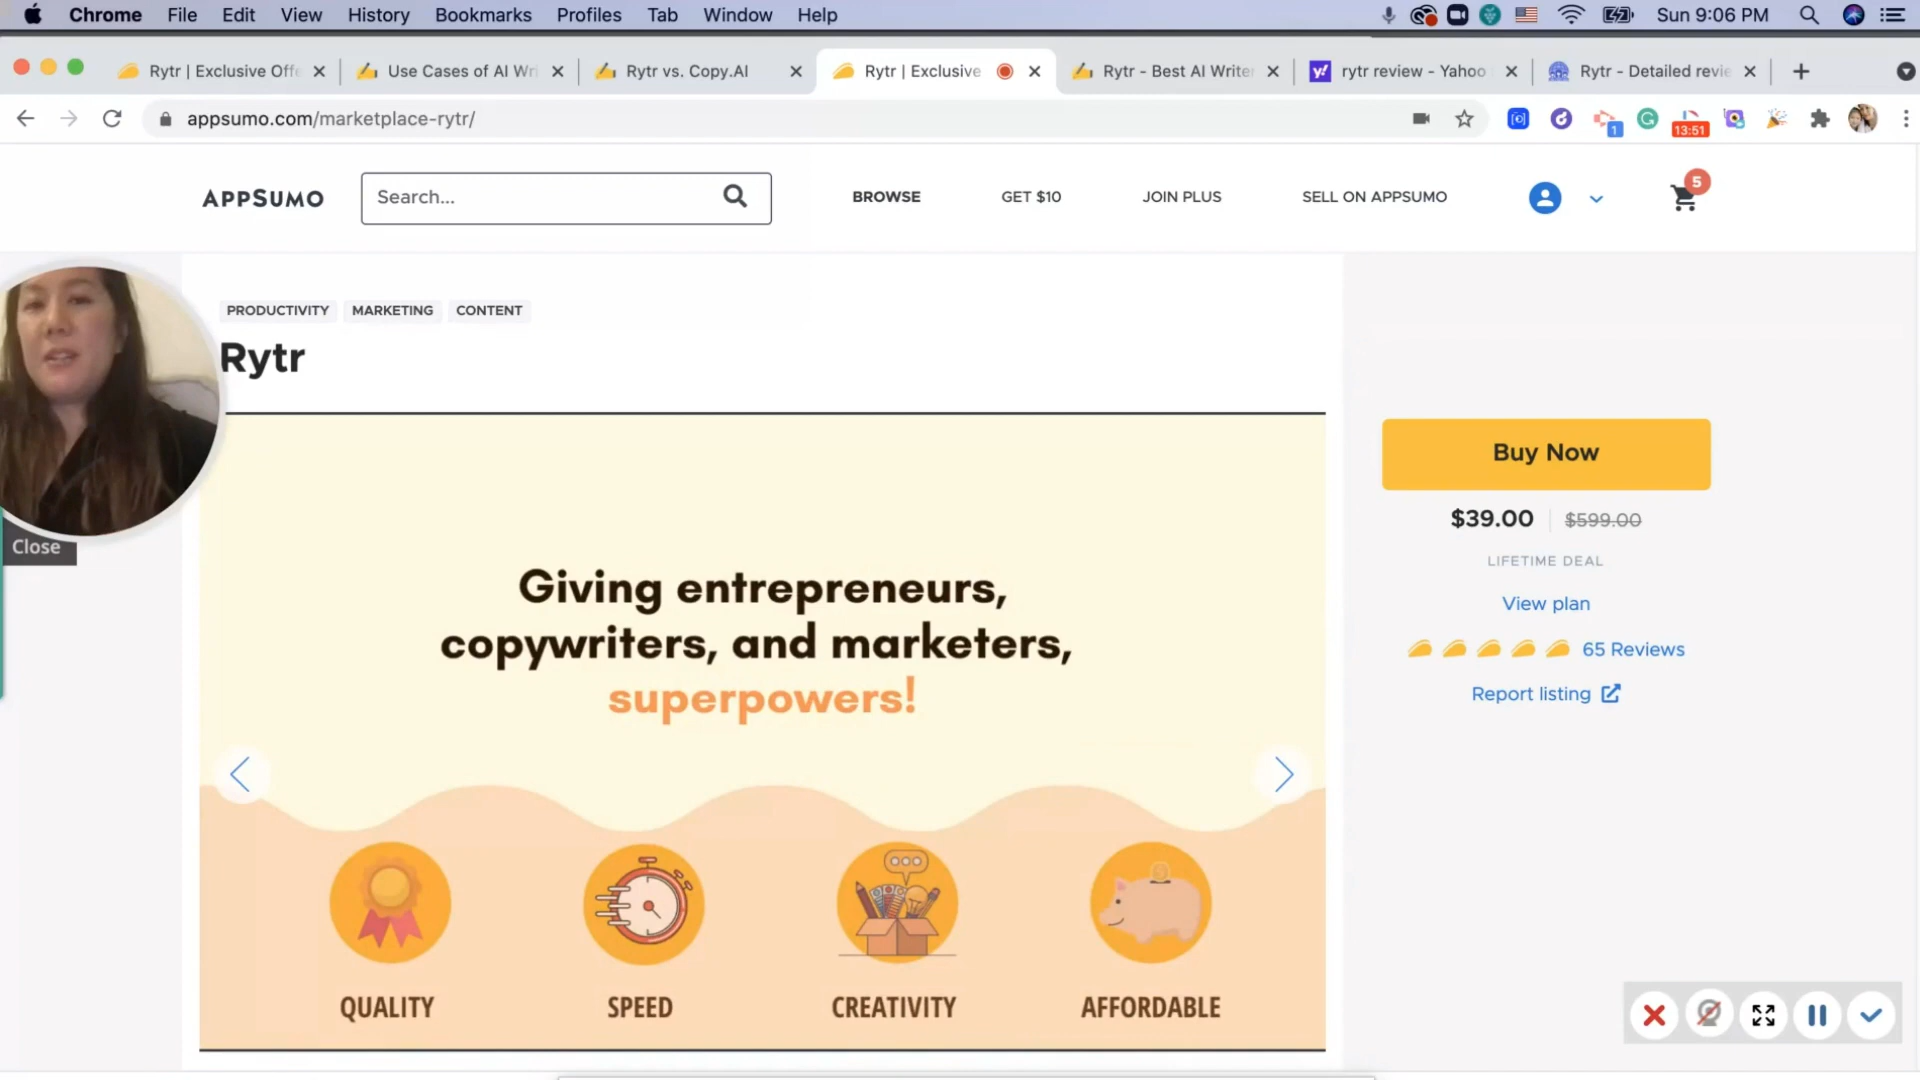 Chrome File Edit View History Bookmarks Profiles Tab Window Help Sun 9:06 PM
Rytr | Exclusive Offe Use Cases of AI Wri Rytr vs. Copy.AI Rytr | Exclusive Rytr - Best AI Writer rytr review - Yahoo Rytr - Detailed revie
appsumo.com/marketplace-rytr/ 1 13:51
APPSUMO Search... BROWSE GET $10 JOIN PLUS SELL ON APPSUMO 5
PRODUCTIVITY MARKETING CONTENT
Rytr
Close
Giving entrepreneurs,
copywriters, and marketers,
superpowers!
QUALITY SPEED CREATIVITY AFFORDABLE
Buy Now
$39.00 $599.00
LIFETIME DEAL
View plan
65 Reviews
Report listing